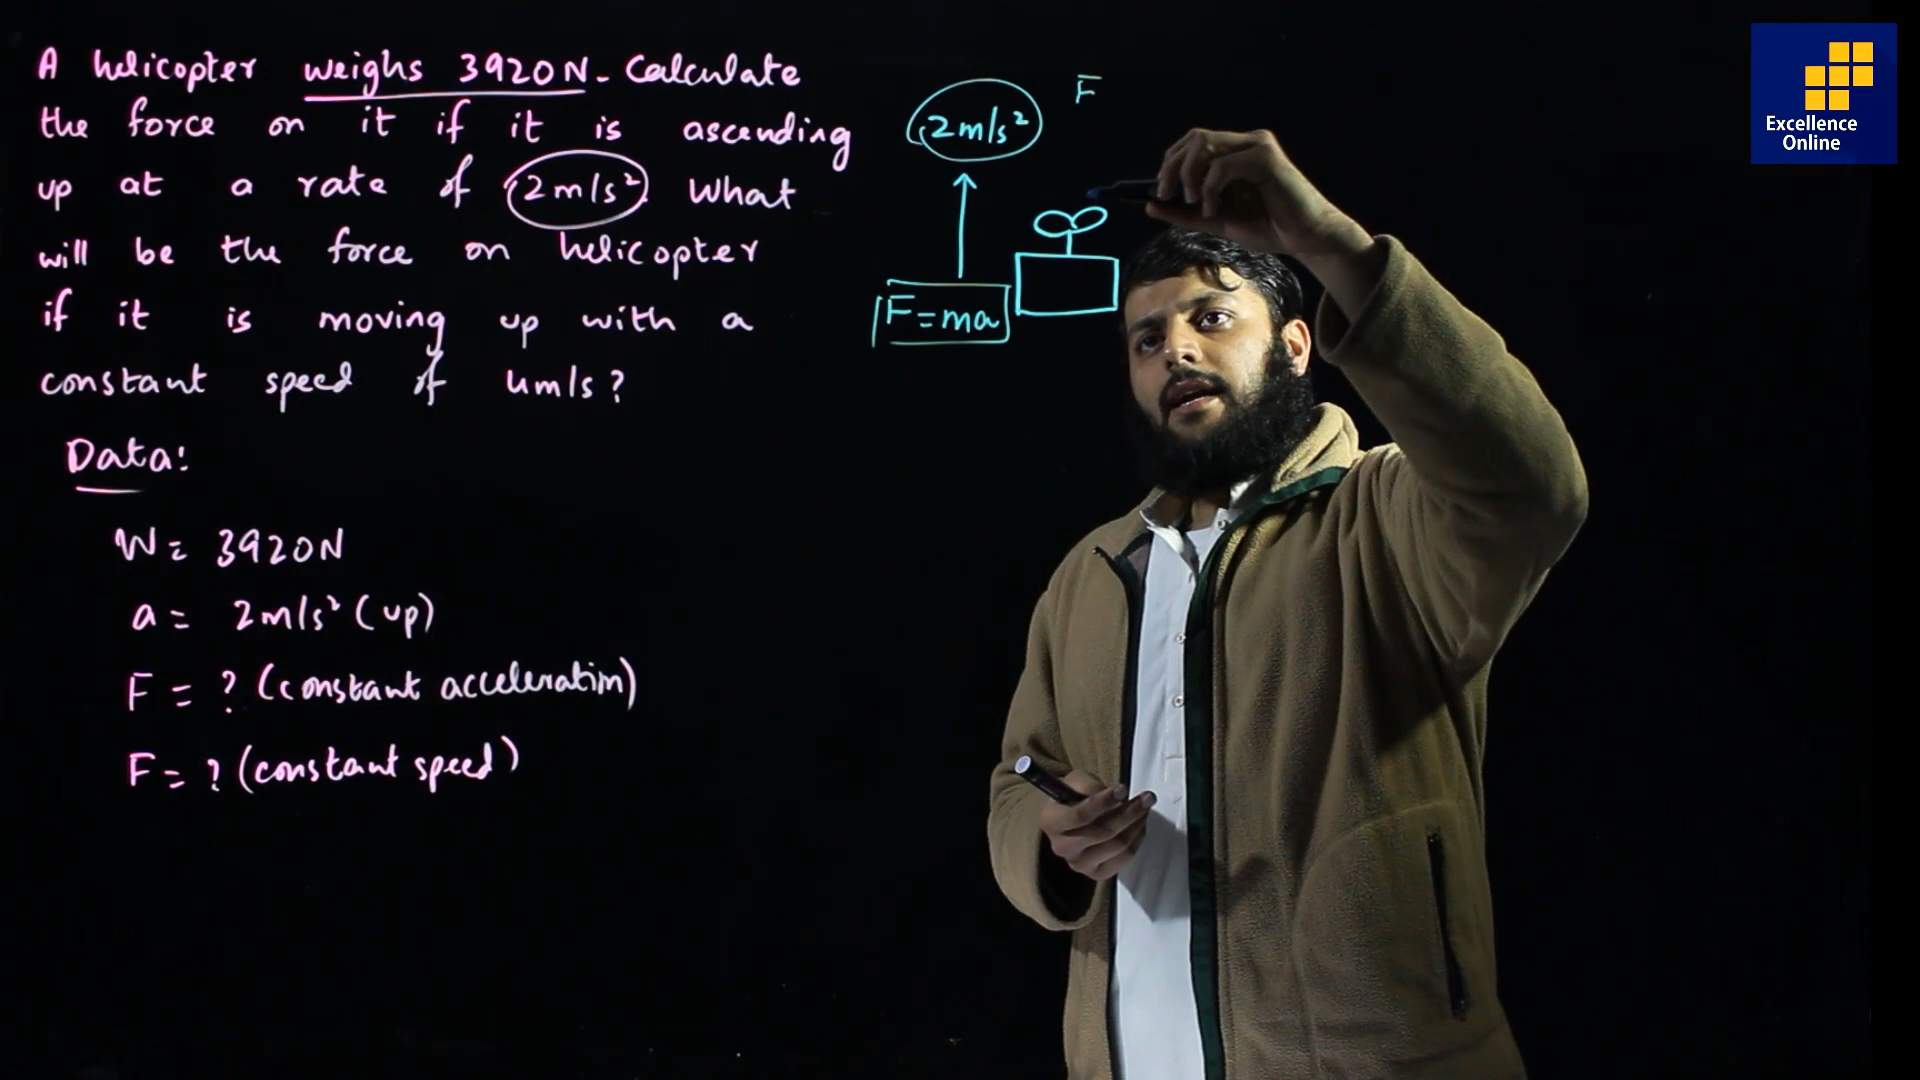 A helicopter weighs 3920N. Calculate
the force on it if it is ascending
up at a rate of 2m/s². What
will be the force on helicopter
if it is moving up with a
constant speed of 4m/s?
Data:
W = 3920N
a = 2m/s² (up)
F = ? (constant acceleration)
F = ? (constant speed)
2m/s²
F
F = ma
Excellence
Online